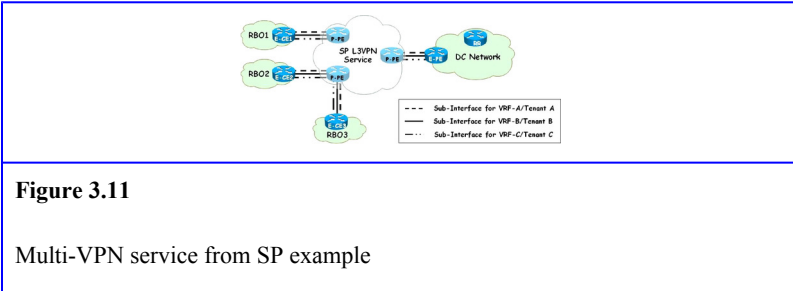 RBO1
E-CE1
P-PE
SP L3VPN
Service
P-PE
E-PE
RR
DC Network
RBO2
E-CE2
P-PE
E-CE3
RBO3
Sub-Interface for VRF-A/Tenant A
Sub-Interface for VRF-B/Tenant B
Sub-Interface for VRF-C/Tenant C
Figure 3.11
Multi-VPN service from SP example